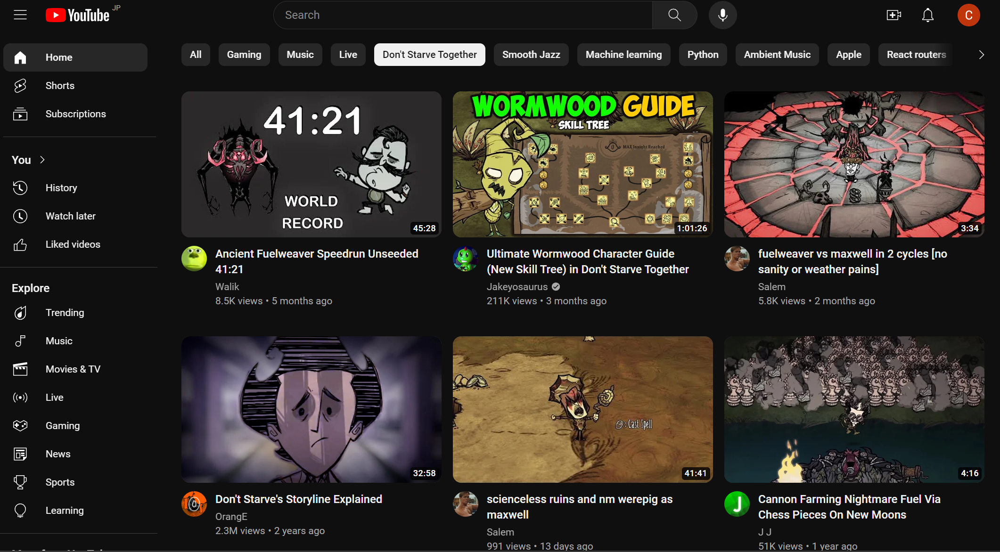 YouTube JP
Search
C
Home
Shorts
Subscriptions
You
History
Watch later
Liked videos
Explore
Trending
Music
Movies & TV
Live
Gaming
News
Sports
Learning
All
Gaming
Music
Live
Don't Starve Together
Smooth Jazz
Machine learning
Python
Ambient Music
Apple
React routers
41:21
WORLD
RECORD
45:28
Ancient Fuelweaver Speedrun Unseeded
41:21
Walik
8.5K views • 5 months ago
WORMWOOD GUIDE
SKILL TREE
0 MAX Insight Reached
1:01:26
Ultimate Wormwood Character Guide
(New Skill Tree) in Don't Starve Together
Jakeyosaurus
211K views • 3 months ago
3:34
fuelweaver vs maxwell in 2 cycles [no
sanity or weather pains]
Salem
5.8K views • 2 months ago
32:58
Don't Starve's Storyline Explained
OrangE
2.3M views • 2 years ago
: Cast Spell
41:41
scienceless ruins and nm werepig as
maxwell
Salem
991 views • 13 days ago
4:16
J
Cannon Farming Nightmare Fuel Via
Chess Pieces On New Moons
J J
51K views • 1 year ago